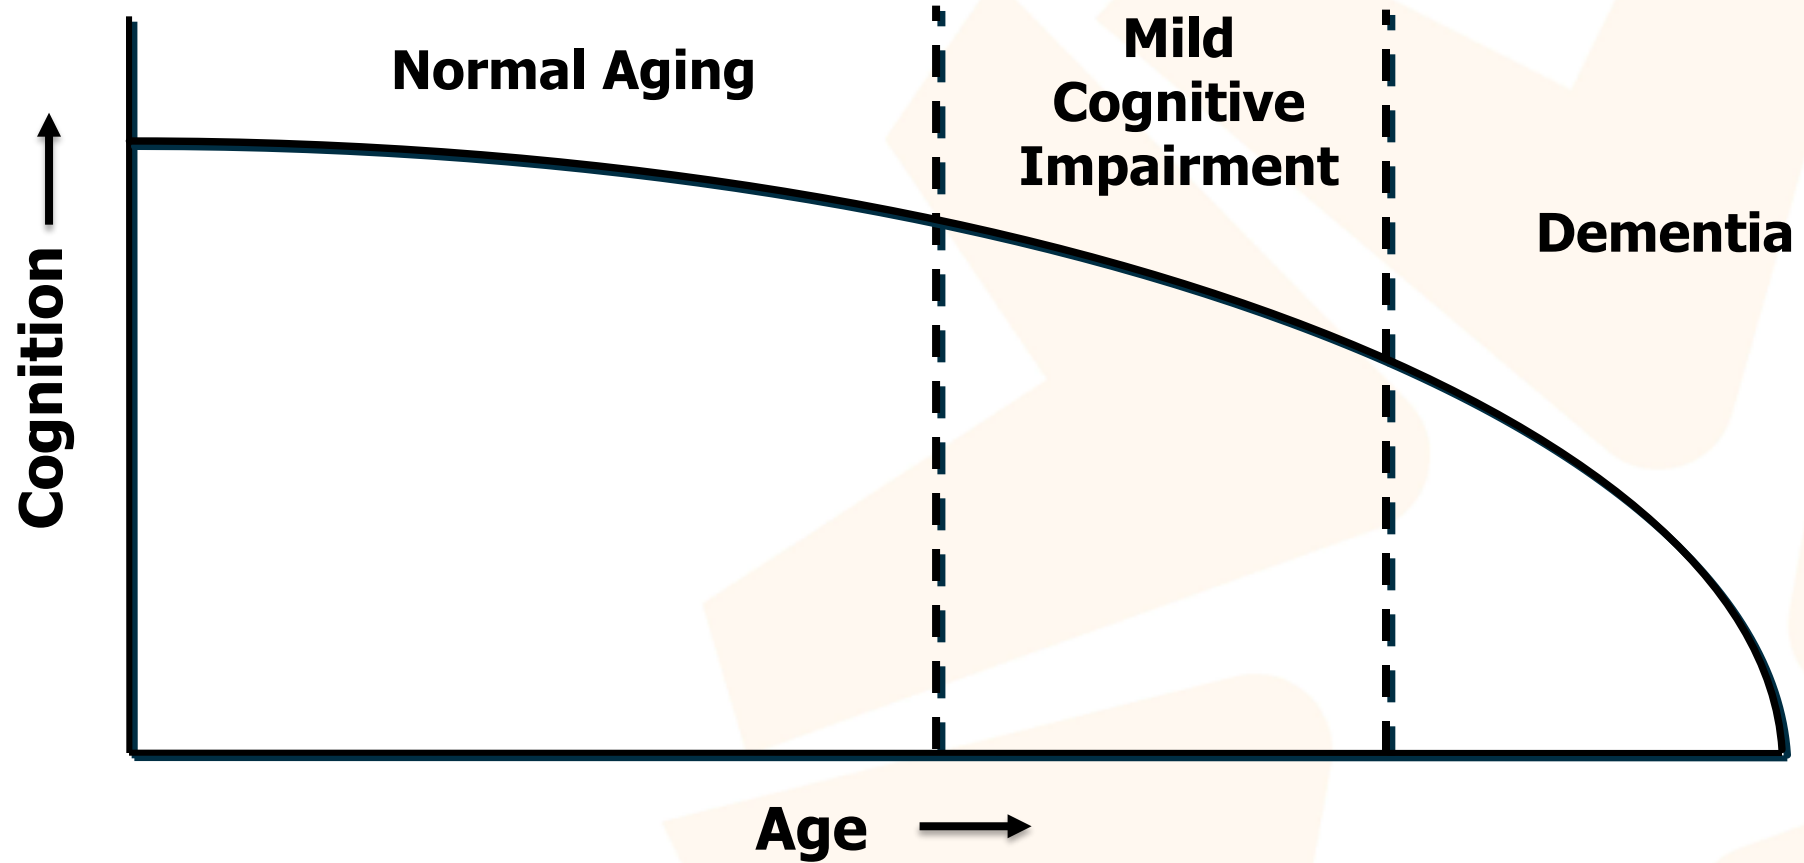 Normal Aging
Mild
Cognitive
Impairment
Dementia
Cognition
Age